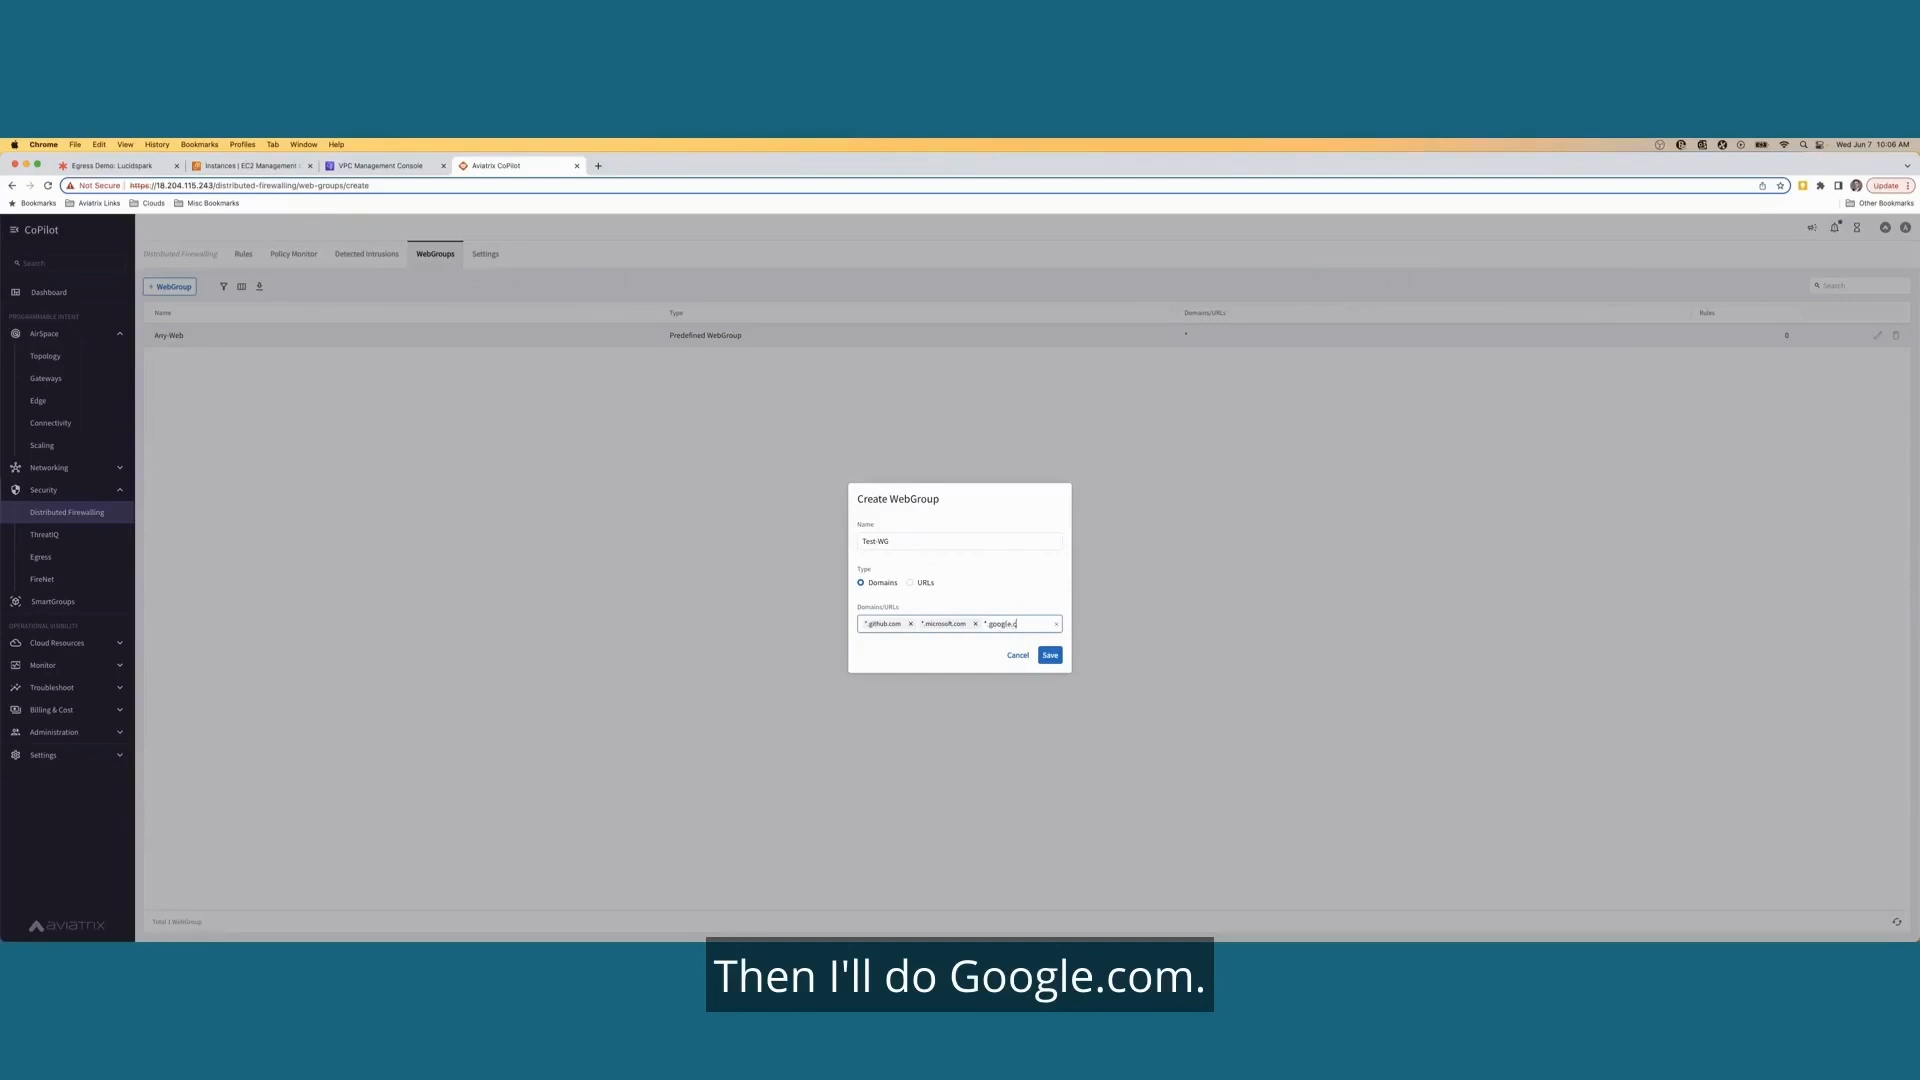 Chrome File Edit View History Bookmarks Profiles Tab Window Help Wed Jun 7 10:06 AM
Egress Demo: Lucidspark Instances | EC2 Management VPC Management Console Aviatrix CoPilot
Not Secure https://18.204.115.243/distributed-firewalling/web-groups/create Update
Bookmarks Aviatrix Links Clouds Misc Bookmarks Other Bookmarks
CoPilot
Search
Dashboard
PROGRAMMABLE INTENT
AirSpace
Topology
Gateways
Edge
Connectivity
Scaling
Networking
Security
Distributed Firewalling
ThreatIQ
Egress
FireNet
SmartGroups
OPERATIONAL VISIBILITY
Cloud Resources
Monitor
Troubleshoot
Billing & Cost
Administration
Settings
aviatrix
Distributed Firewalling Rules Policy Monitor Detected Intrusions WebGroups Settings
+ WebGroup Search
Name Type Domains/URLs Rules
Any-Web Predefined WebGroup * 0
Create WebGroup
Name
Test-WG
Type
Domains URLs
Domains/URLs
*.github.com *.microsoft.com *.google.c
Cancel Save
Total 1 WebGroup
Then I'll do Google.com.